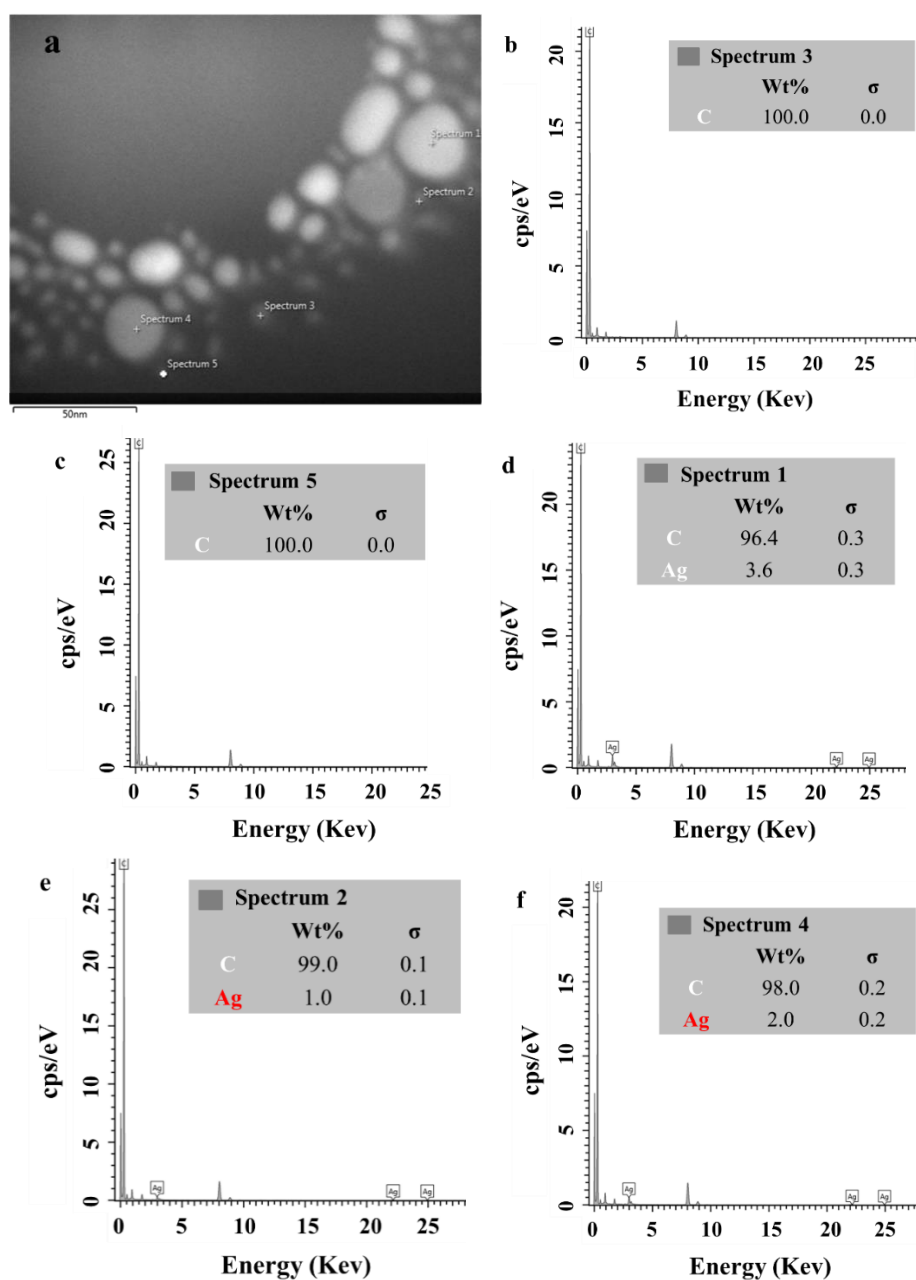 a
Spectrum 1
Spectrum 2
Spectrum 3
Spectrum 4
Spectrum 5
50nm
b
C
Spectrum 3
Wt% σ
C 100.0 0.0
20
15
10
5
0
cps/eV
0 5 10 15 20 25
Energy (Kev)
c
C
Spectrum 5
Wt% σ
C 100.0 0.0
25
20
15
10
5
0
cps/eV
0 5 10 15 20 25
Energy (Kev)
d
C
Spectrum 1
Wt% σ
C 96.4 0.3
Ag 3.6 0.3
20
15
10
5
0
cps/eV
Ag Ag Ag
0 5 10 15 20 25
Energy (Kev)
e
C
Spectrum 2
Wt% σ
C 99.0 0.1
Ag 1.0 0.1
25
20
15
10
5
0
cps/eV
Ag Ag Ag
0 5 10 15 20 25
Energy (Kev)
f
C
Spectrum 4
Wt% σ
C 98.0 0.2
Ag 2.0 0.2
20
15
10
5
0
cps/eV
Ag Ag Ag
0 5 10 15 20 25
Energy (Kev)